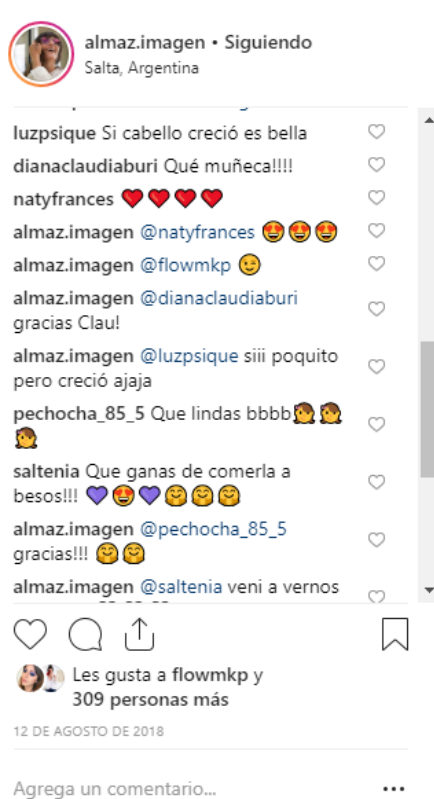 almaz.imagen • Siguiendo
Salta, Argentina
luzpsique Si cabello creció es bella
dianaclaudiaburi Qué muñeca!!!!
natyfrances ❤️❤️❤️❤️
almaz.imagen @natyfrances 😍😍😍
almaz.imagen @flowmkp 😉
almaz.imagen @dianaclaudiaburi
gracias Clau!
almaz.imagen @luzpsique siii poquito
pero creció ajaja
pechocha_85_5 Que lindas bbbb👧👧
👧
saltenia Que ganas de comerla a
besos!!! 💜😍💜🤗🤗🤗
almaz.imagen @pechocha_85_5
gracias!!! 🤗🤗
almaz.imagen @saltenia veni a vernos
Les gusta a flowmkp y
309 personas más
12 DE AGOSTO DE 2018
Agrega un comentario...